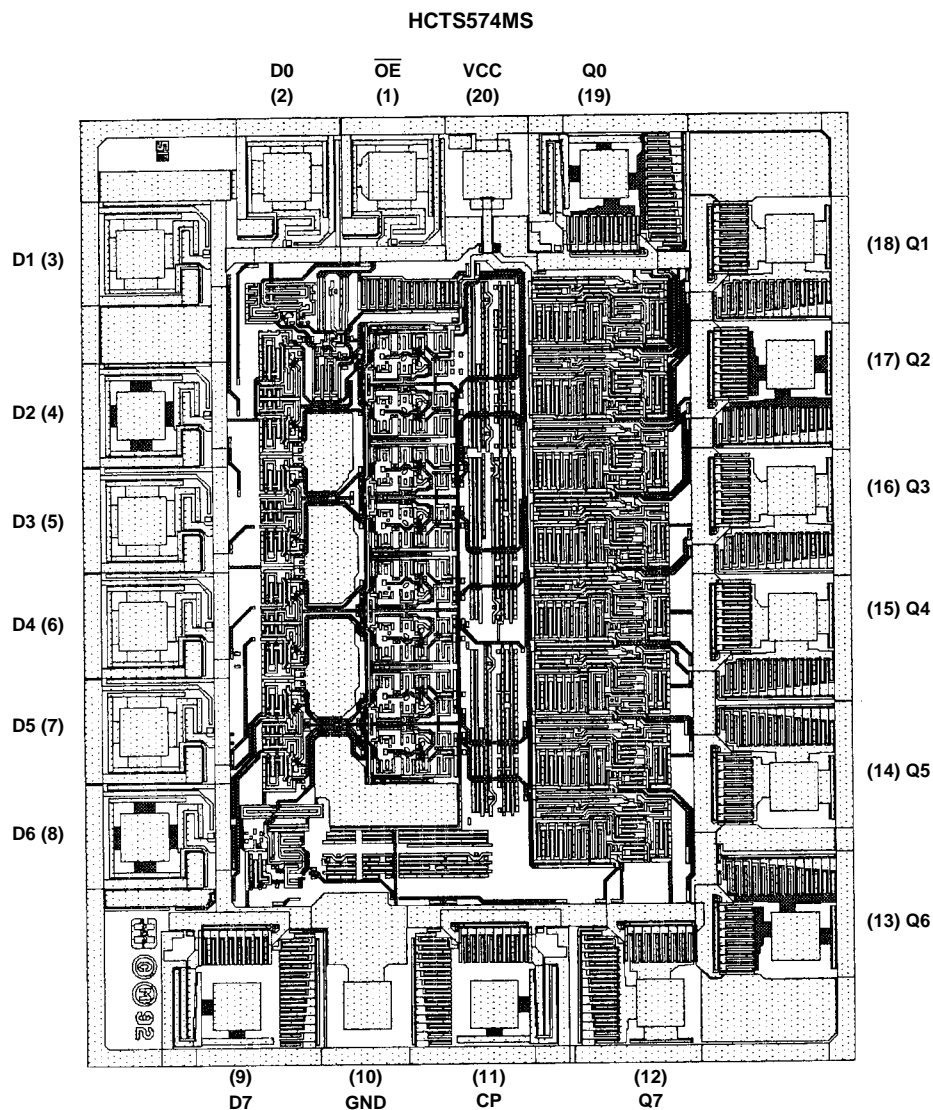 HCTS574MS
D0 OE VCC Q0
(2) (1) (20) (19)
D1 (3)
(18) Q1
(17) Q2
D2 (4)
(16) Q3
D3 (5)
(15) Q4
D4 (6)
D5 (7)
(14) Q5
D6 (8)
(13) Q6
(9) (10) (11) (12)
D7 GND CP Q7